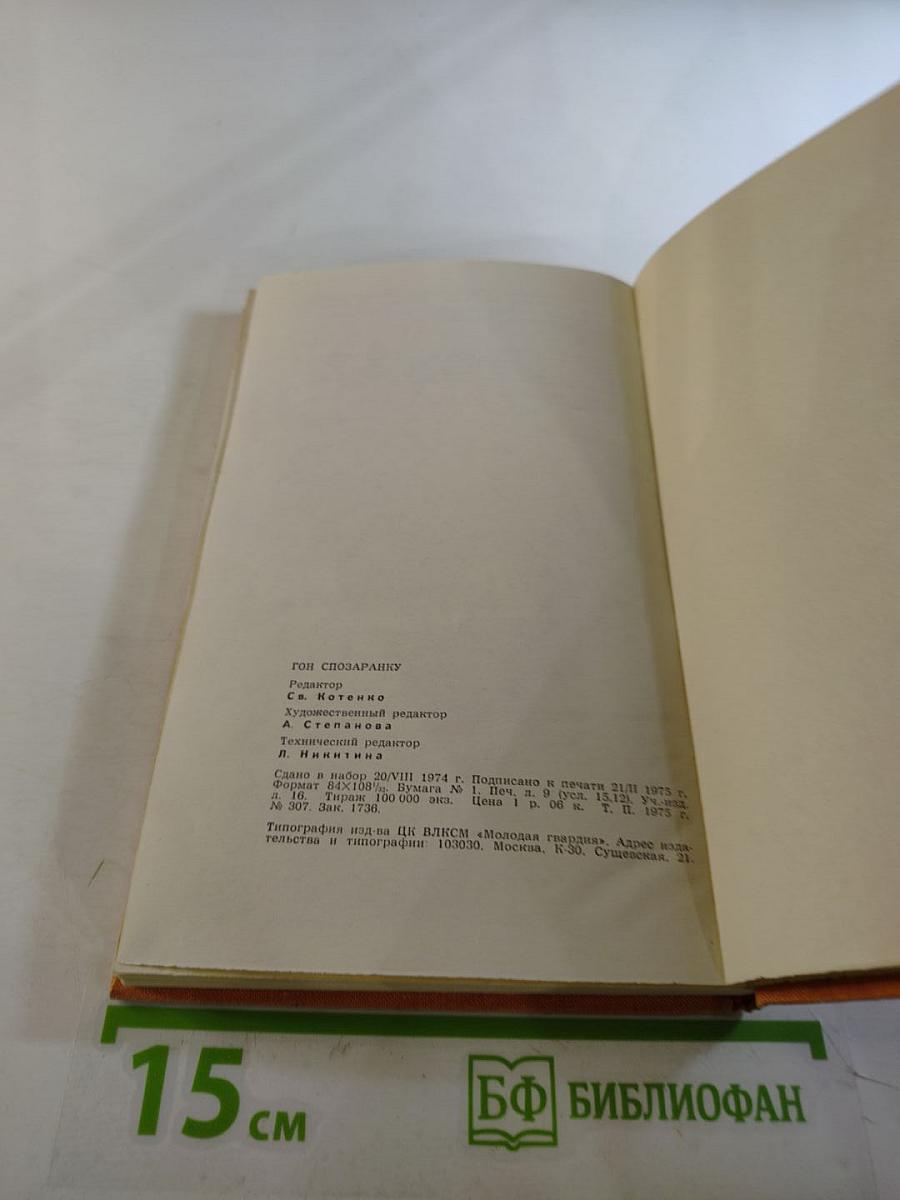 ГОН СПОЗАРАНКУ
Редактор
Св. Котенко
Художественный редактор
А. Степанова
Технический редактор
Л. Никитина
Сдано в набор 20/VIII 1974 г. Подписано к печати 21/II 1975 г.
Формат 84×108¹/₃₂. Бумага № 1. Печ. л. 9 (усл. 15,12). Уч.-изд.
л. 16. Тираж 100 000 экз. Цена 1 р. 06 к. Т. П. 1975 г.
№ 307. Зак. 1736.
Типография изд-ва ЦК ВЛКСМ «Молодая гвардия». Адрес изда-
тельства и типографии: 103030, Москва, К-30, Сущевская, 21.
15 см
БФ БИБЛИОФАН